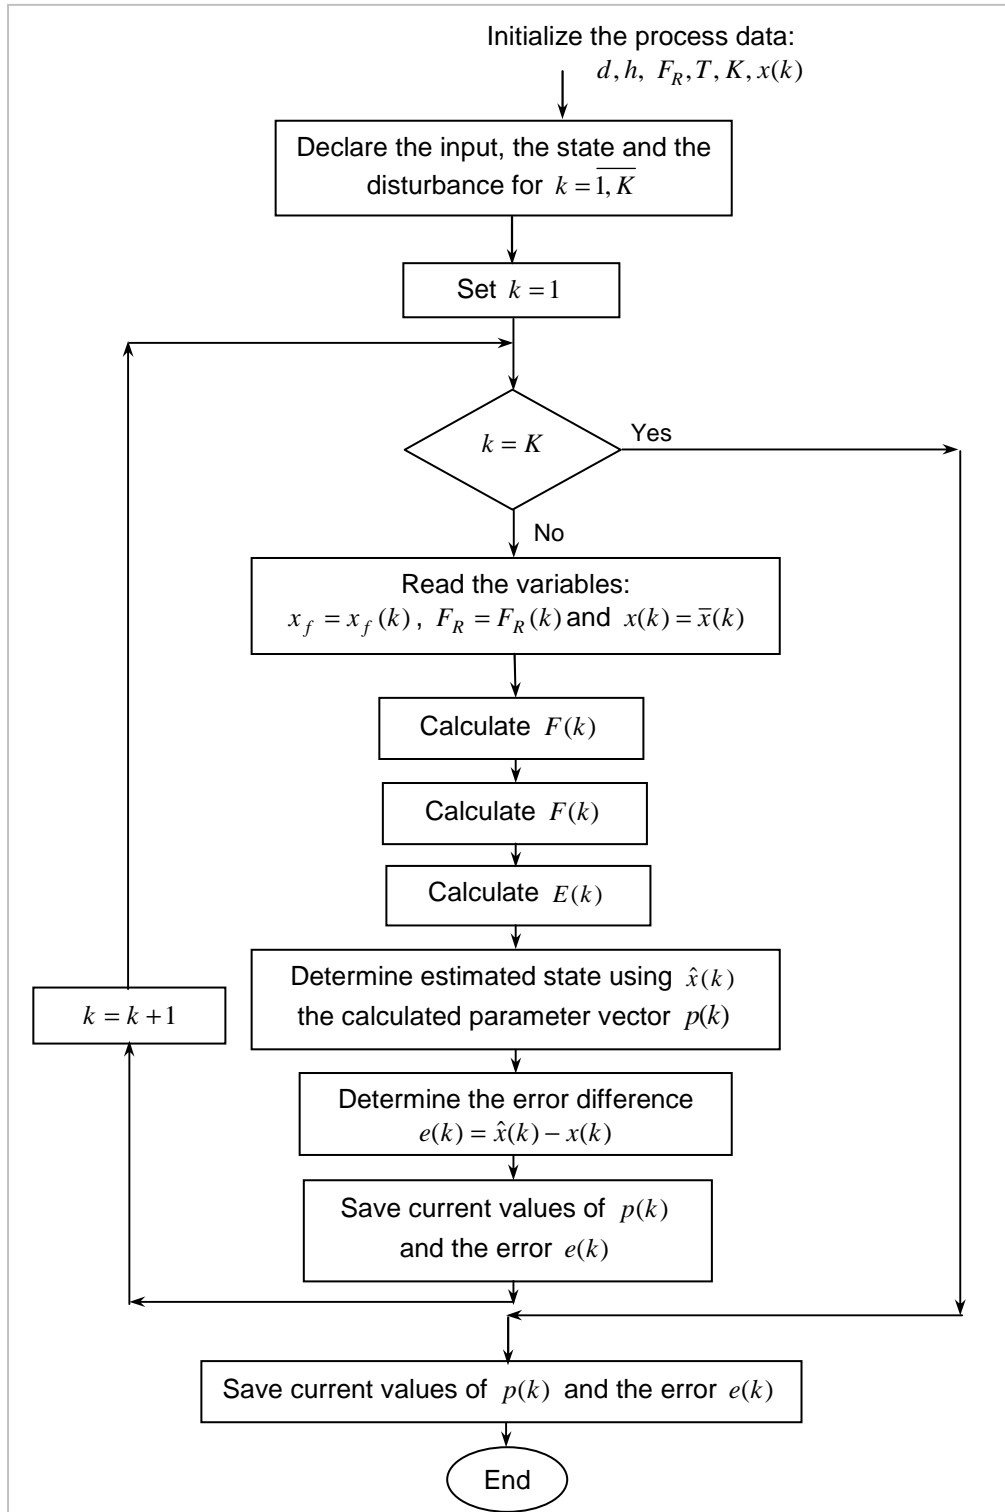 Initialize the process data:
d, h, F_R, T, K, x(k)
Declare the input, the state and the
disturbance for k = \overline{1, K}
Set k = 1
k = K
Yes
No
Read the variables:
x_f = x_f(k), F_R = F_R(k) and x(k) = x̄(k)
Calculate F(k)
Calculate F(k)
Calculate E(k)
Determine estimated state using x̂(k)
the calculated parameter vector p(k)
k = k + 1
Determine the error difference
e(k) = x̂(k) − x(k)
Save current values of p(k)
and the error e(k)
Save current values of p(k) and the error e(k)
End